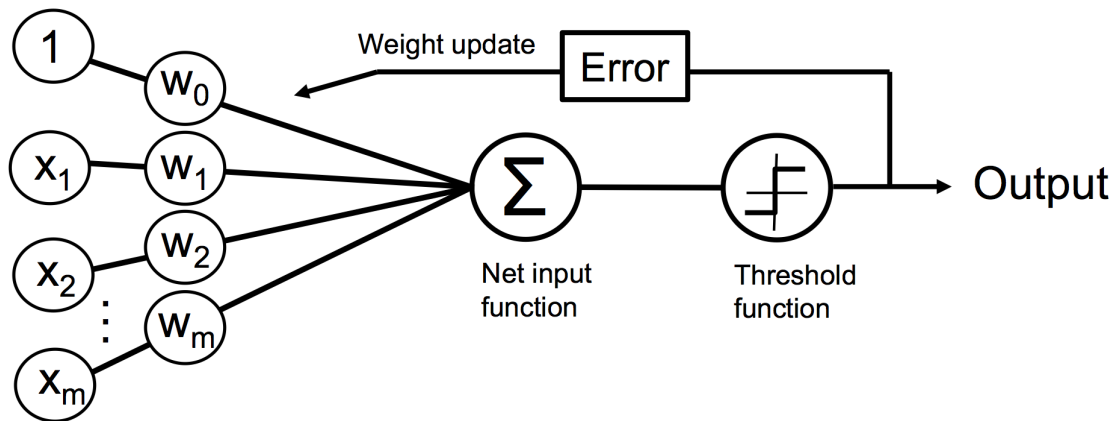 1
w0
x1
w1
x2
w2
⋮
xm
wm
Weight update
Error
Σ
Net input
function
Threshold
function
Output